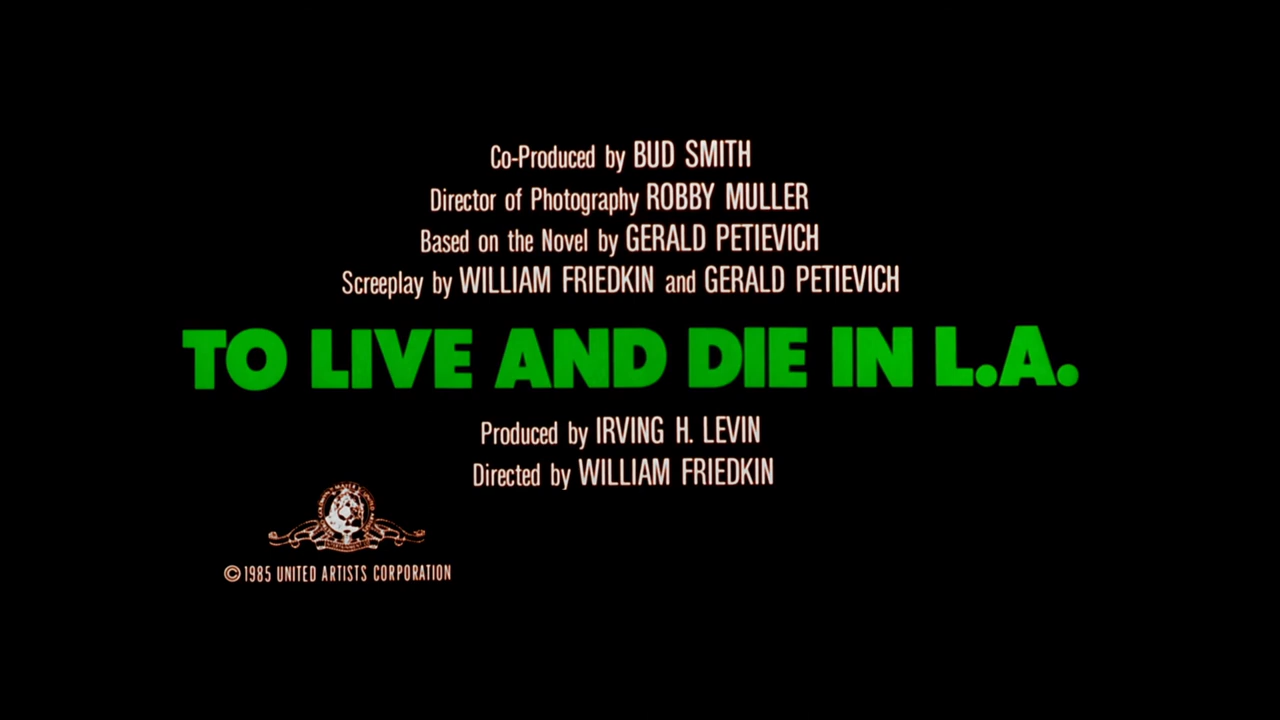 Co-Produced by BUD SMITH
Director of Photography ROBBY MULLER
Based on the Novel by GERALD PETIEVICH
Screeplay by WILLIAM FRIEDKIN and GERALD PETIEVICH
TO LIVE AND DIE IN L.A.
Produced by IRVING H. LEVIN
Directed by WILLIAM FRIEDKIN
©1985 UNITED ARTISTS CORPORATION